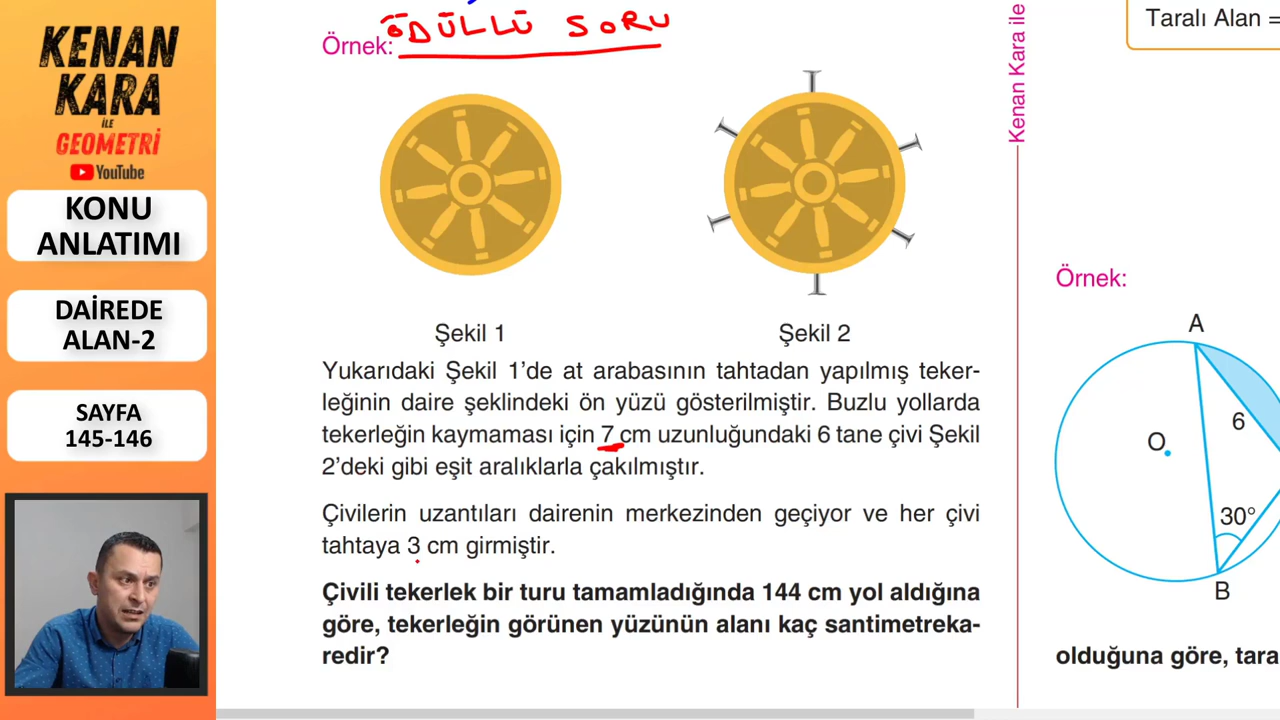 KENAN
KARA
İLE
GEOMETRİ
YouTube
KONU
ANLATIMI
DAİREDE
ALAN-2
SAYFA
145-146
Örnek: ÖDÜLLÜ SORU
Şekil 1
Şekil 2
Yukarıdaki Şekil 1’de at arabasının tahtadan yapılmış teker-
leğinin daire şeklindeki ön yüzü gösterilmiştir. Buzlu yollarda
tekerleğin kaymaması için 7 cm uzunluğundaki 6 tane çivi Şekil
2’deki gibi eşit aralıklarla çakılmıştır.
Çivilerin uzantıları dairenin merkezinden geçiyor ve her çivi
tahtaya 3 cm girmiştir.
Çivili tekerlek bir turu tamamladığında 144 cm yol aldığına
göre, tekerleğin görünen yüzünün alanı kaç santimetreka-
redir?
Kenan Kara ile
Taralı Alan =
Örnek:
A
6
O
30°
B
olduğuna göre, tara